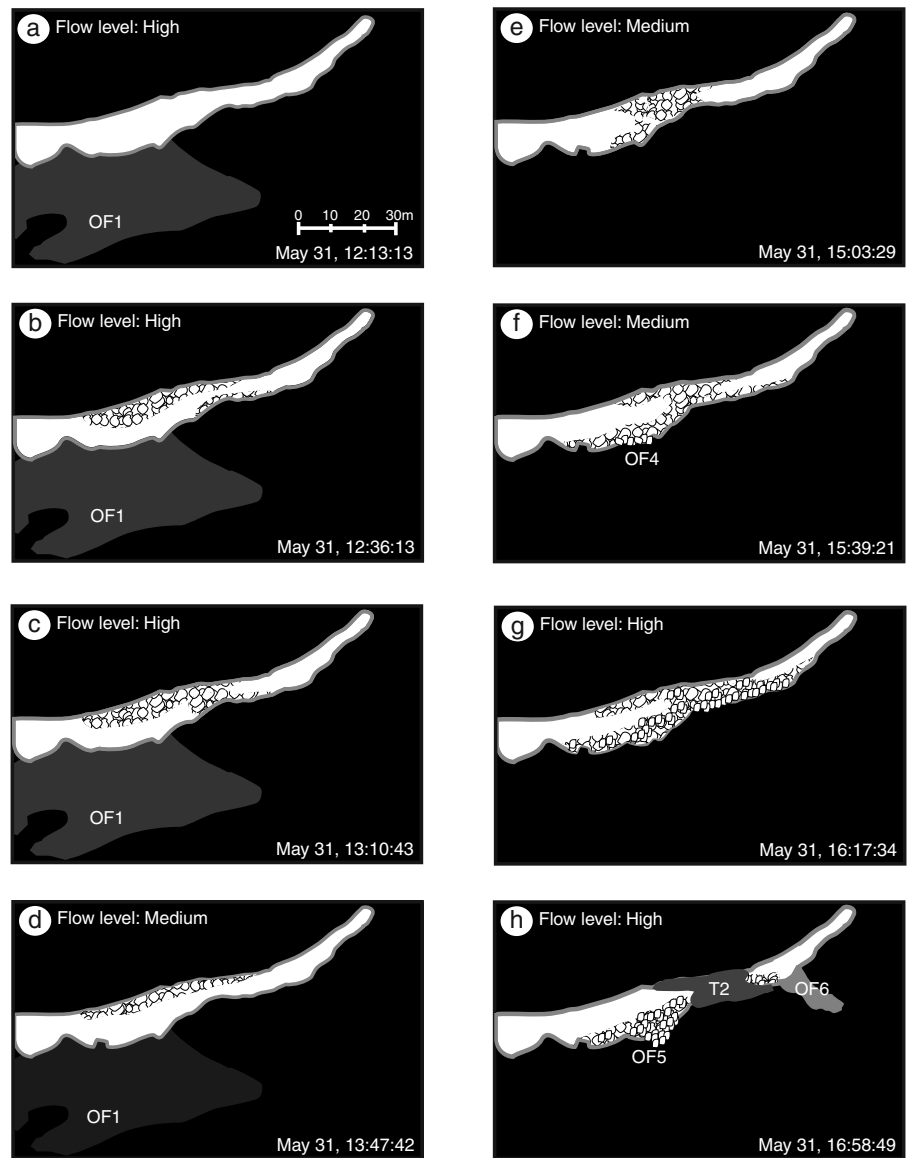 a Flow level: High
OF1
0 10 20 30m
May 31, 12:13:13
b Flow level: High
OF1
May 31, 12:36:13
c Flow level: High
OF1
May 31, 13:10:43
d Flow level: Medium
OF1
May 31, 13:47:42
e Flow level: Medium
May 31, 15:03:29
f Flow level: Medium
OF4
May 31, 15:39:21
g Flow level: High
May 31, 16:17:34
h Flow level: High
T2 OF6
OF5
May 31, 16:58:49